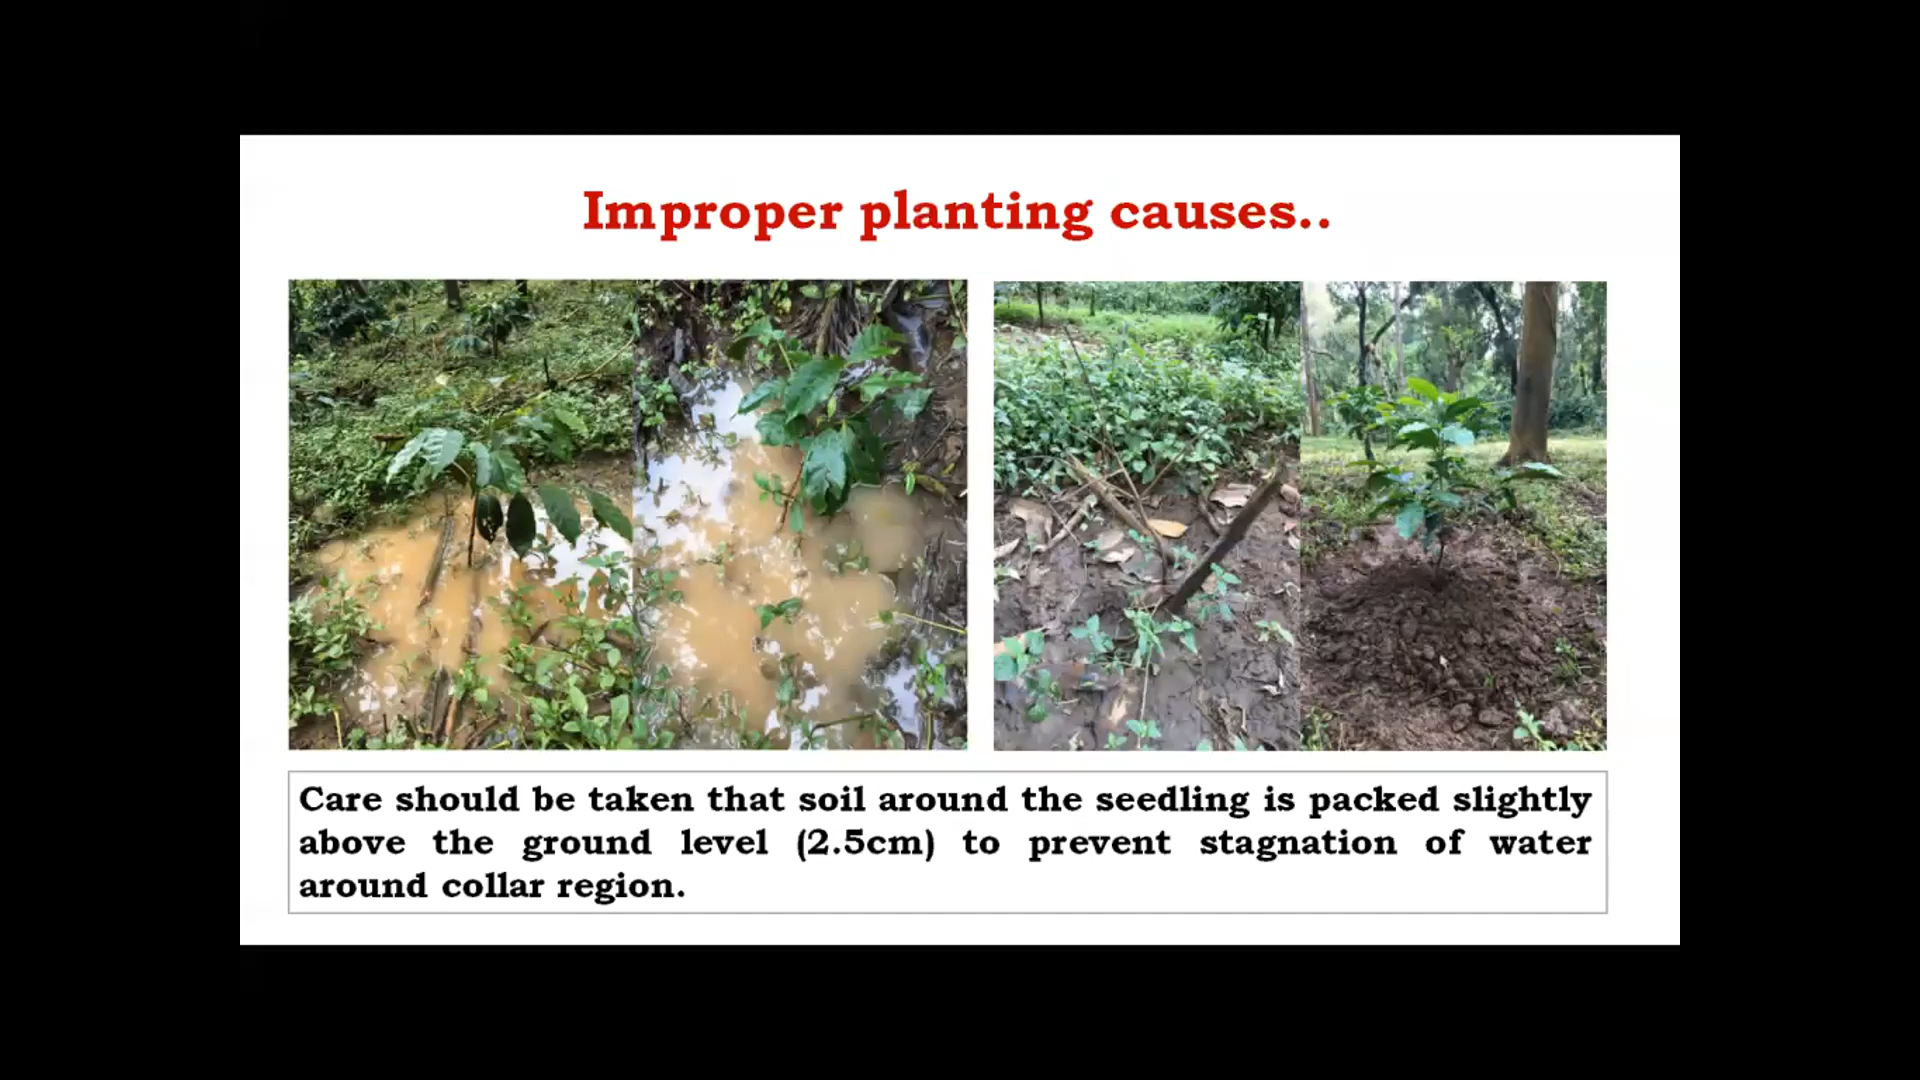 Improper planting causes..
Care should be taken that soil around the seedling is packed slightly
above the ground level (2.5cm) to prevent stagnation of water
around collar region.